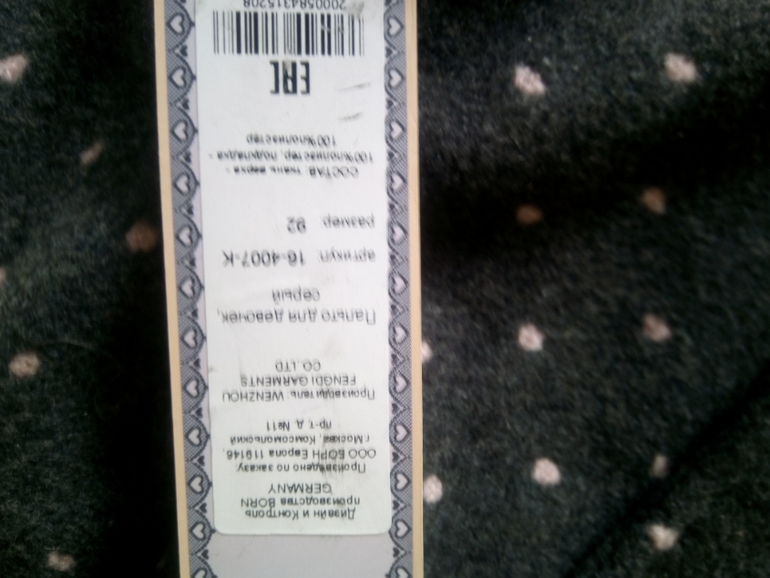 Дизайн и Контроль
производства BORN
GERMANY
Произведено по заказу:
ООО БОРН Европа 119146,
г.Москва, Комсомольский
пр-т, д. №11
Производитель: WENZHOU
FENGDI GARMENTS
CO.,LTD
Пальто для девочек,
серый
артикул: 16-4007-K
размер: 92
СОСТАВ: ткань верха -
100%полиэстер, подкладка -
100%полиэстер
EAC
2000584315208